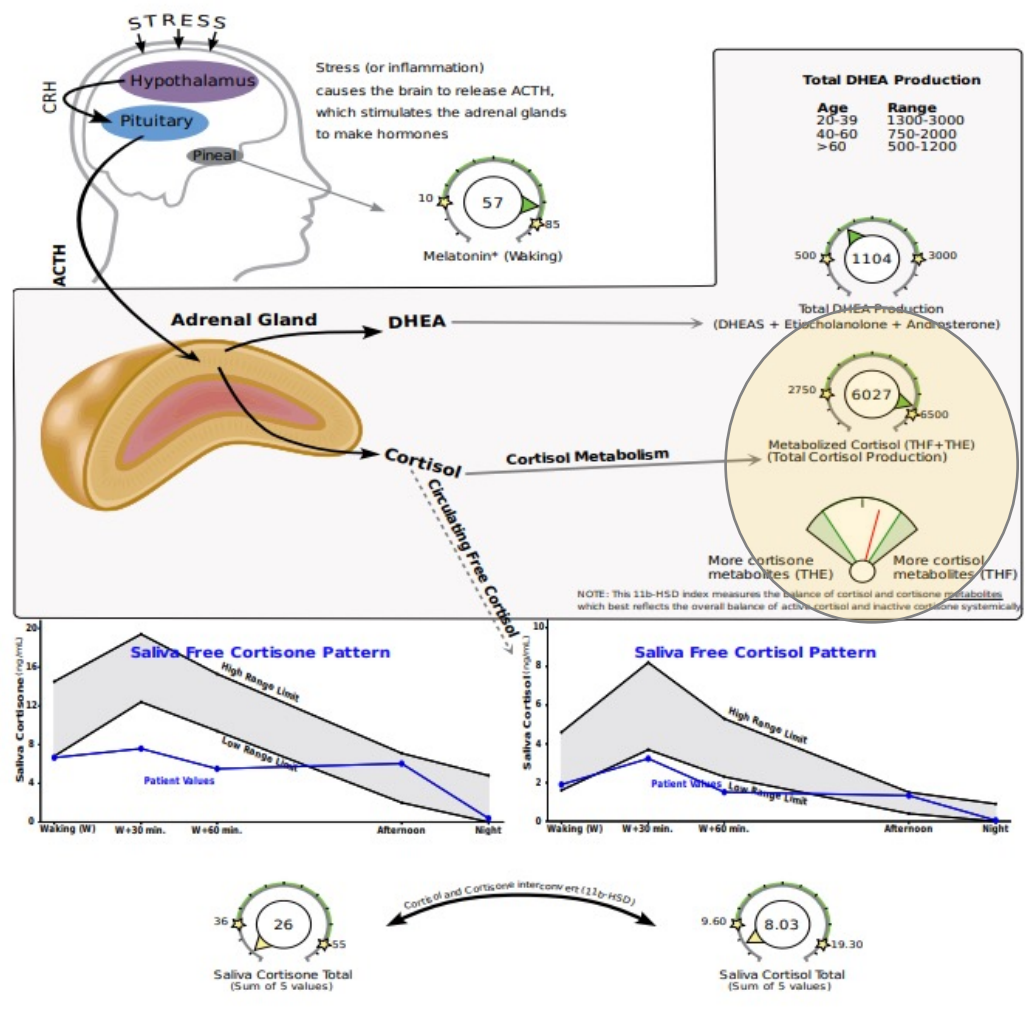 STRESS
Hypothalamus
CRH
Pituitary
Pineal
ACTH
Stress (or inflammation)
causes the brain to release ACTH,
which stimulates the adrenal glands
to make hormones
10
57
85
Melatonin* (Waking)
Total DHEA Production
Age Range
20-39 1300-3000
40-60 750-2000
>60 500-1200
500
1104
3000
Total DHEA Production
(DHEAS + Etiocholanolone + Androsterone)
Adrenal Gland
DHEA
Cortisol
Cortisol Metabolism
Circulating Free Cortisol
2750
6027
6500
Metabolized Cortisol (THF+THE)
(Total Cortisol Production)
More cortisone
metabolites (THE)
More cortisol
metabolites (THF)
NOTE: This 11b-HSD index measures the balance of cortisol and cortisone metabolites
which best reflects the overall balance of active cortisol and inactive cortisone systemically
Saliva Free Cortisone Pattern
Saliva Cortisone (ng/mL)
20
16
12
8
4
0
High Range Limit
Low Range Limit
Patient Values
Waking (W) W+30 min. W+60 min. Afternoon Night
Saliva Free Cortisol Pattern
Saliva Cortisol (ng/mL)
10
8
6
4
2
0
High Range Limit
Low Range Limit
Patient Values
Waking (W) W+30 min. W+60 min. Afternoon Night
36
26
55
Saliva Cortisone Total
(Sum of 5 values)
Cortisol and Cortisone interconvert (11b-HSD)
9.60
8.03
19.30
Saliva Cortisol Total
(Sum of 5 values)